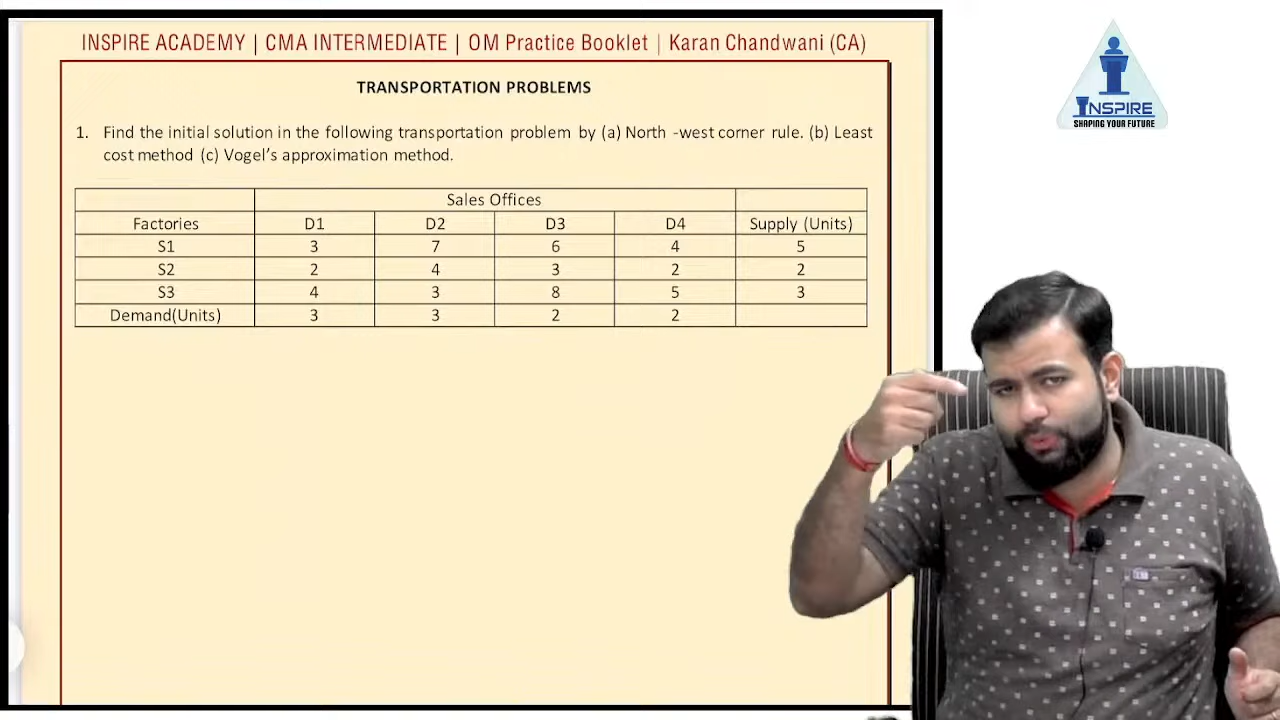 INSPIRE ACADEMY | CMA INTERMEDIATE | OM Practice Booklet | Karan Chandwani (CA)
INSPIRE
SHAPING YOUR FUTURE
TRANSPORTATION PROBLEMS
1. Find the initial solution in the following transportation problem by (a) North -west corner rule. (b) Least
cost method (c) Vogel's approximation method.
Sales Offices
Factories D1 D2 D3 D4 Supply (Units)
S1 3 7 6 4 5
S2 2 4 3 2 2
S3 4 3 8 5 3
Demand(Units) 3 3 2 2